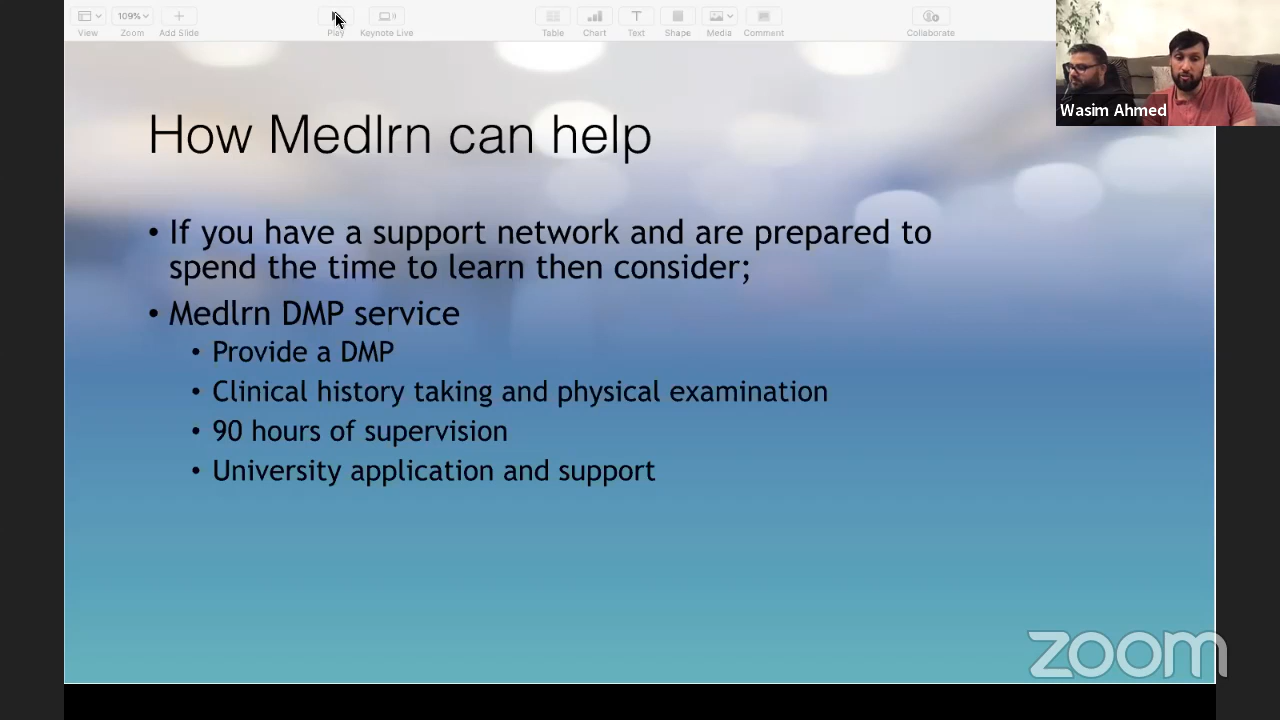 109%
View
Zoom
Add Slide
Play
Keynote Live
Table
Chart
Text
Shape
Media
Comment
Collaborate
Wasim Ahmed
How Medlrn can help
• If you have a support network and are prepared to
spend the time to learn then consider;
• Medlrn DMP service
• Provide a DMP
• Clinical history taking and physical examination
• 90 hours of supervision
• University application and support
zoom